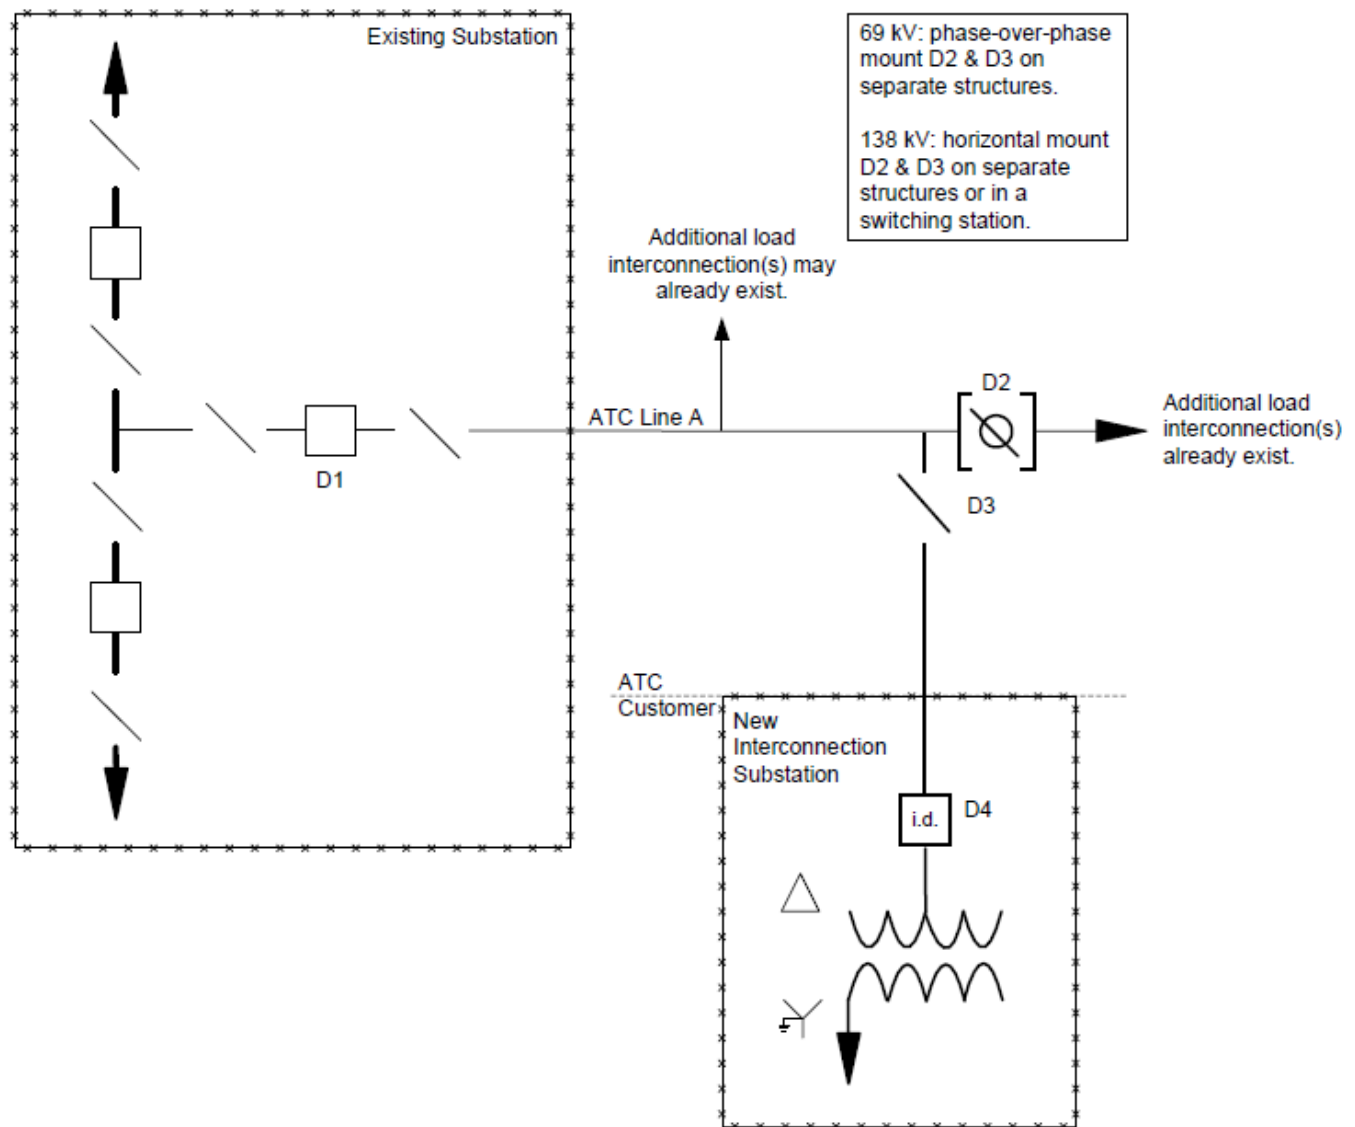 Existing Substation
69 kV: phase-over-phase
mount D2 & D3 on
separate structures.
138 kV: horizontal mount
D2 & D3 on separate
structures or in a
switching station.
Additional load
interconnection(s) may
already exist.
D2
Additional load
interconnection(s)
already exist.
ATC Line A
D1
D3
ATC
Customer
New
Interconnection
Substation
i.d.
D4